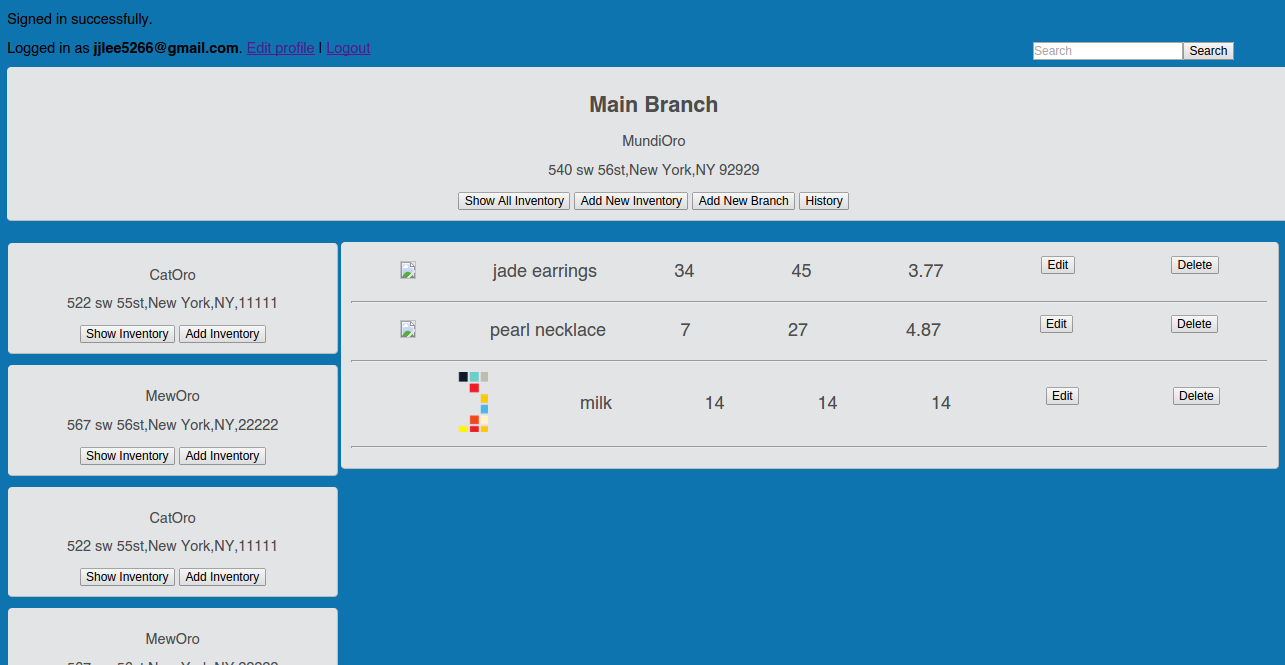 Signed in successfully.
Logged in as jjlee5266@gmail.com. Edit profile | Logout
Search Search
Main Branch
MundiOro
540 sw 56st,New York,NY 92929
Show All Inventory Add New Inventory Add New Branch History
CatOro
522 sw 55st,New York,NY,11111
Show Inventory Add Inventory
MewOro
567 sw 56st,New York,NY,22222
Show Inventory Add Inventory
CatOro
522 sw 55st,New York,NY,11111
Show Inventory Add Inventory
MewOro
jade earrings 34 45 3.77 Edit Delete
pearl necklace 7 27 4.87 Edit Delete
milk 14 14 14 Edit Delete